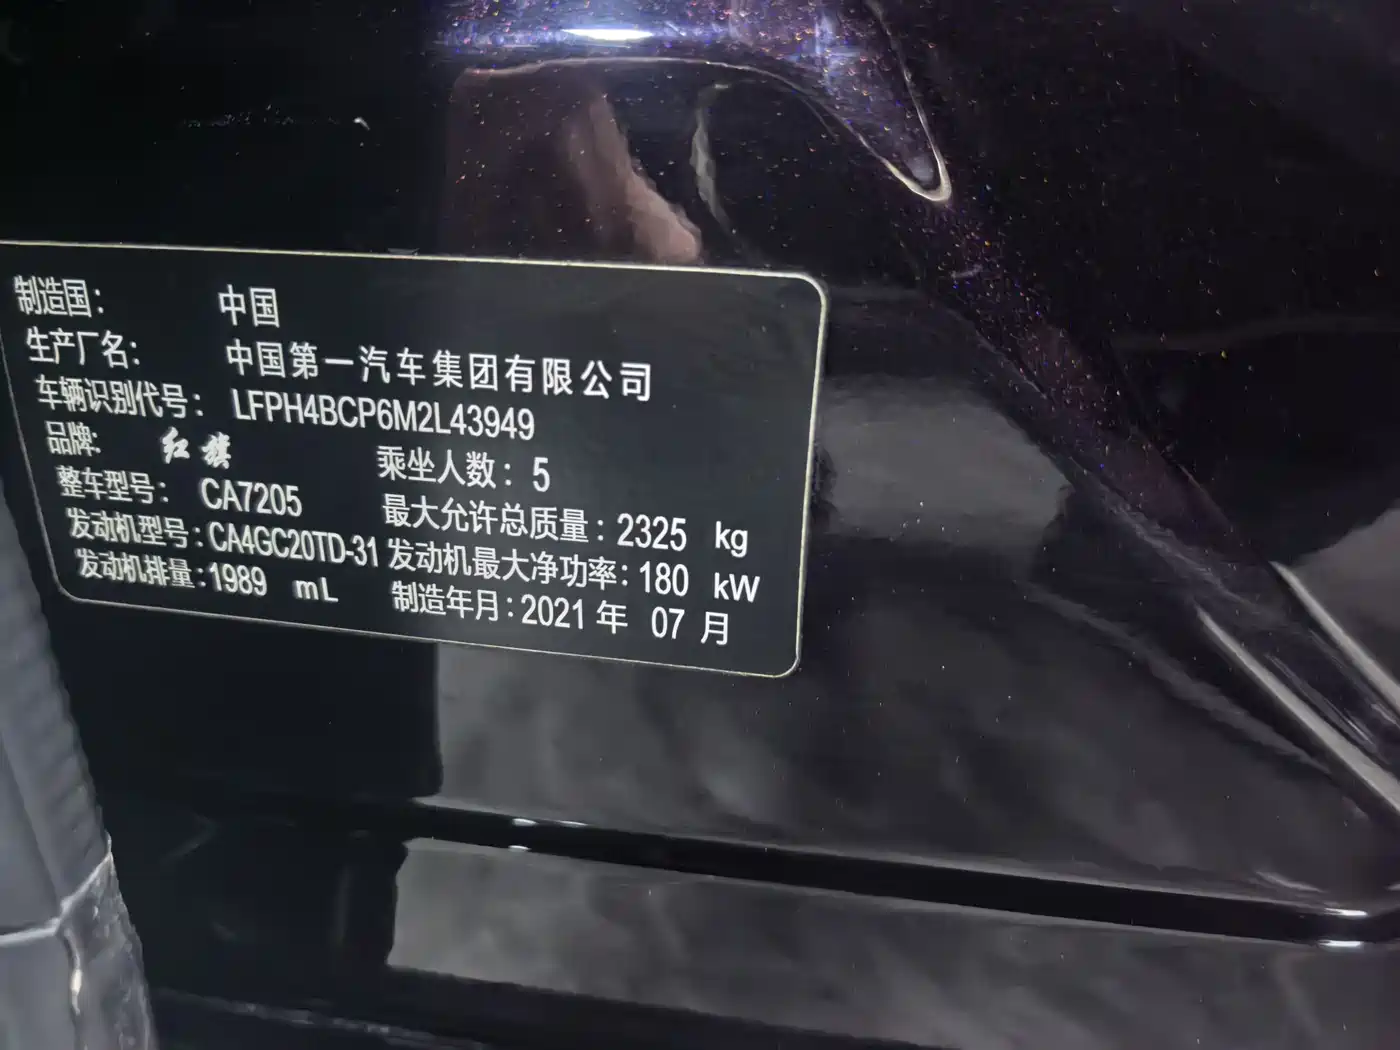 制造国： 中国
生产厂名： 中国第一汽车集团有限公司
车辆识别代号： LFPH4BCP6M2L43949
品牌: 红旗 乘坐人数：5
整车型号： CA7205 最大允许总质量：2325 kg
发动机型号：CA4GC20TD-31 发动机最大净功率：180 kW
发动机排量：1989 mL 制造年月：2021 年 07 月